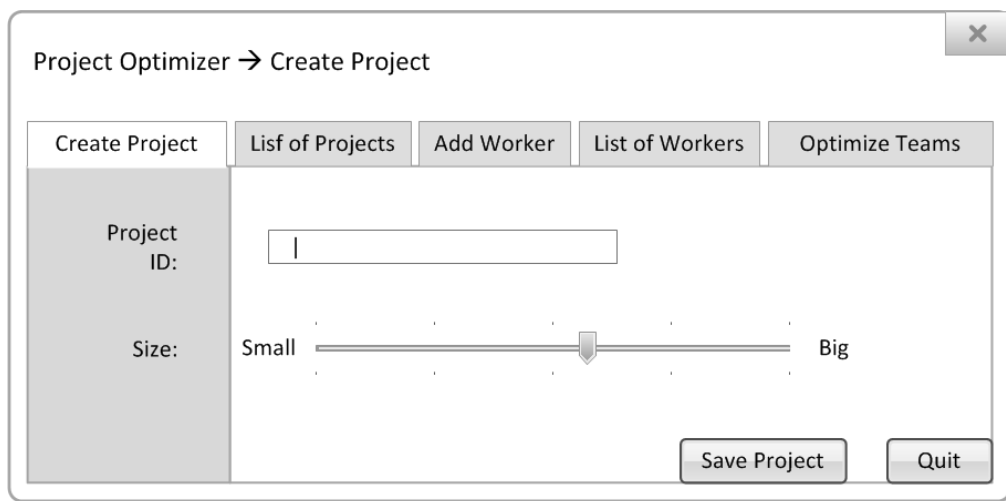 Project Optimizer → Create Project
Create Project Lisf of Projects Add Worker List of Workers Optimize Teams
Project
ID:
Size: Small Big
Save Project Quit